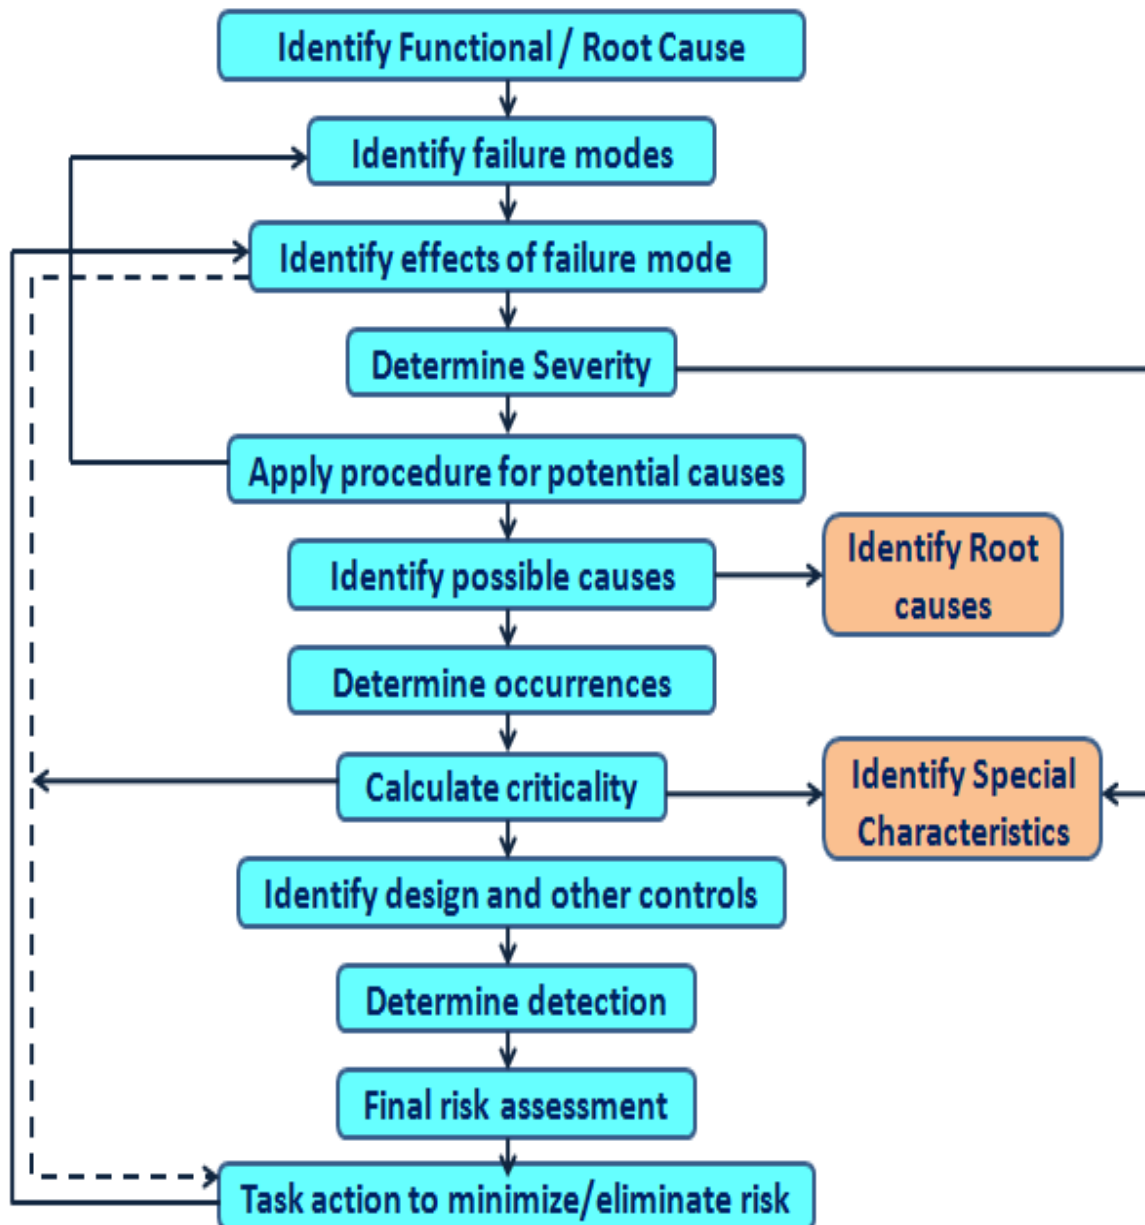 Identify Functional / Root Cause
Identify failure modes
Identify effects of failure mode
Determine Severity
Apply procedure for potential causes
Identify possible causes
Identify Root
causes
Determine occurrences
Calculate criticality
Identify Special
Characteristics
Identify design and other controls
Determine detection
Final risk assessment
Task action to minimize/eliminate risk